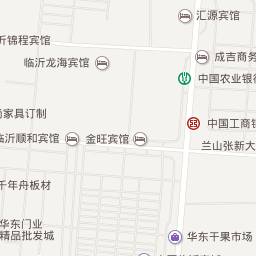 汇源宾馆
沂锦程宾馆
成吉商务
临沂龙海宾馆
中国农业银行
尚家具订制
中国工商银
临沂顺和宾馆
金旺宾馆
兰山张新大
千年舟板材
华东门业
精品批发城
华东干果市场